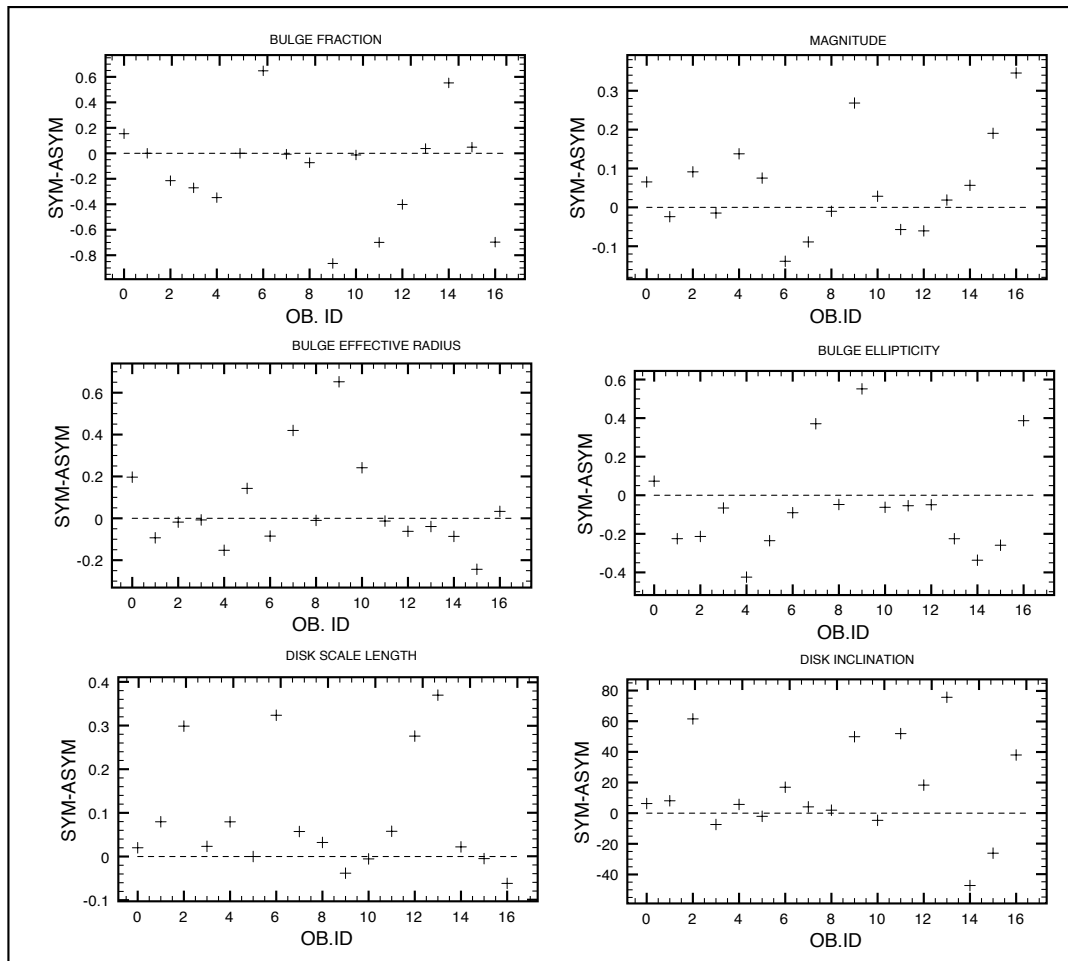 BULGE FRACTION
0.6
0.4
0.2
0
-0.2
-0.4
-0.6
-0.8
SYM-ASYM
0 2 4 6 8 10 12 14 16
OB. ID
MAGNITUDE
0.3
0.2
0.1
0
-0.1
SYM-ASYM
0 2 4 6 8 10 12 14 16
OB.ID
BULGE EFFECTIVE RADIUS
0.6
0.4
0.2
0
-0.2
SYM-ASYM
0 2 4 6 8 10 12 14 16
OB. ID
BULGE ELLIPTICITY
0.6
0.4
0.2
0
-0.2
-0.4
SYM-ASYM
0 2 4 6 8 10 12 14 16
OB.ID
DISK SCALE LENGTH
0.4
0.3
0.2
0.1
0
-0.1
SYM-ASYM
0 2 4 6 8 10 12 14 16
OB.ID
DISK INCLINATION
80
60
40
20
0
-20
-40
SYM-ASYM
0 2 4 6 8 10 12 14 16
OB.ID